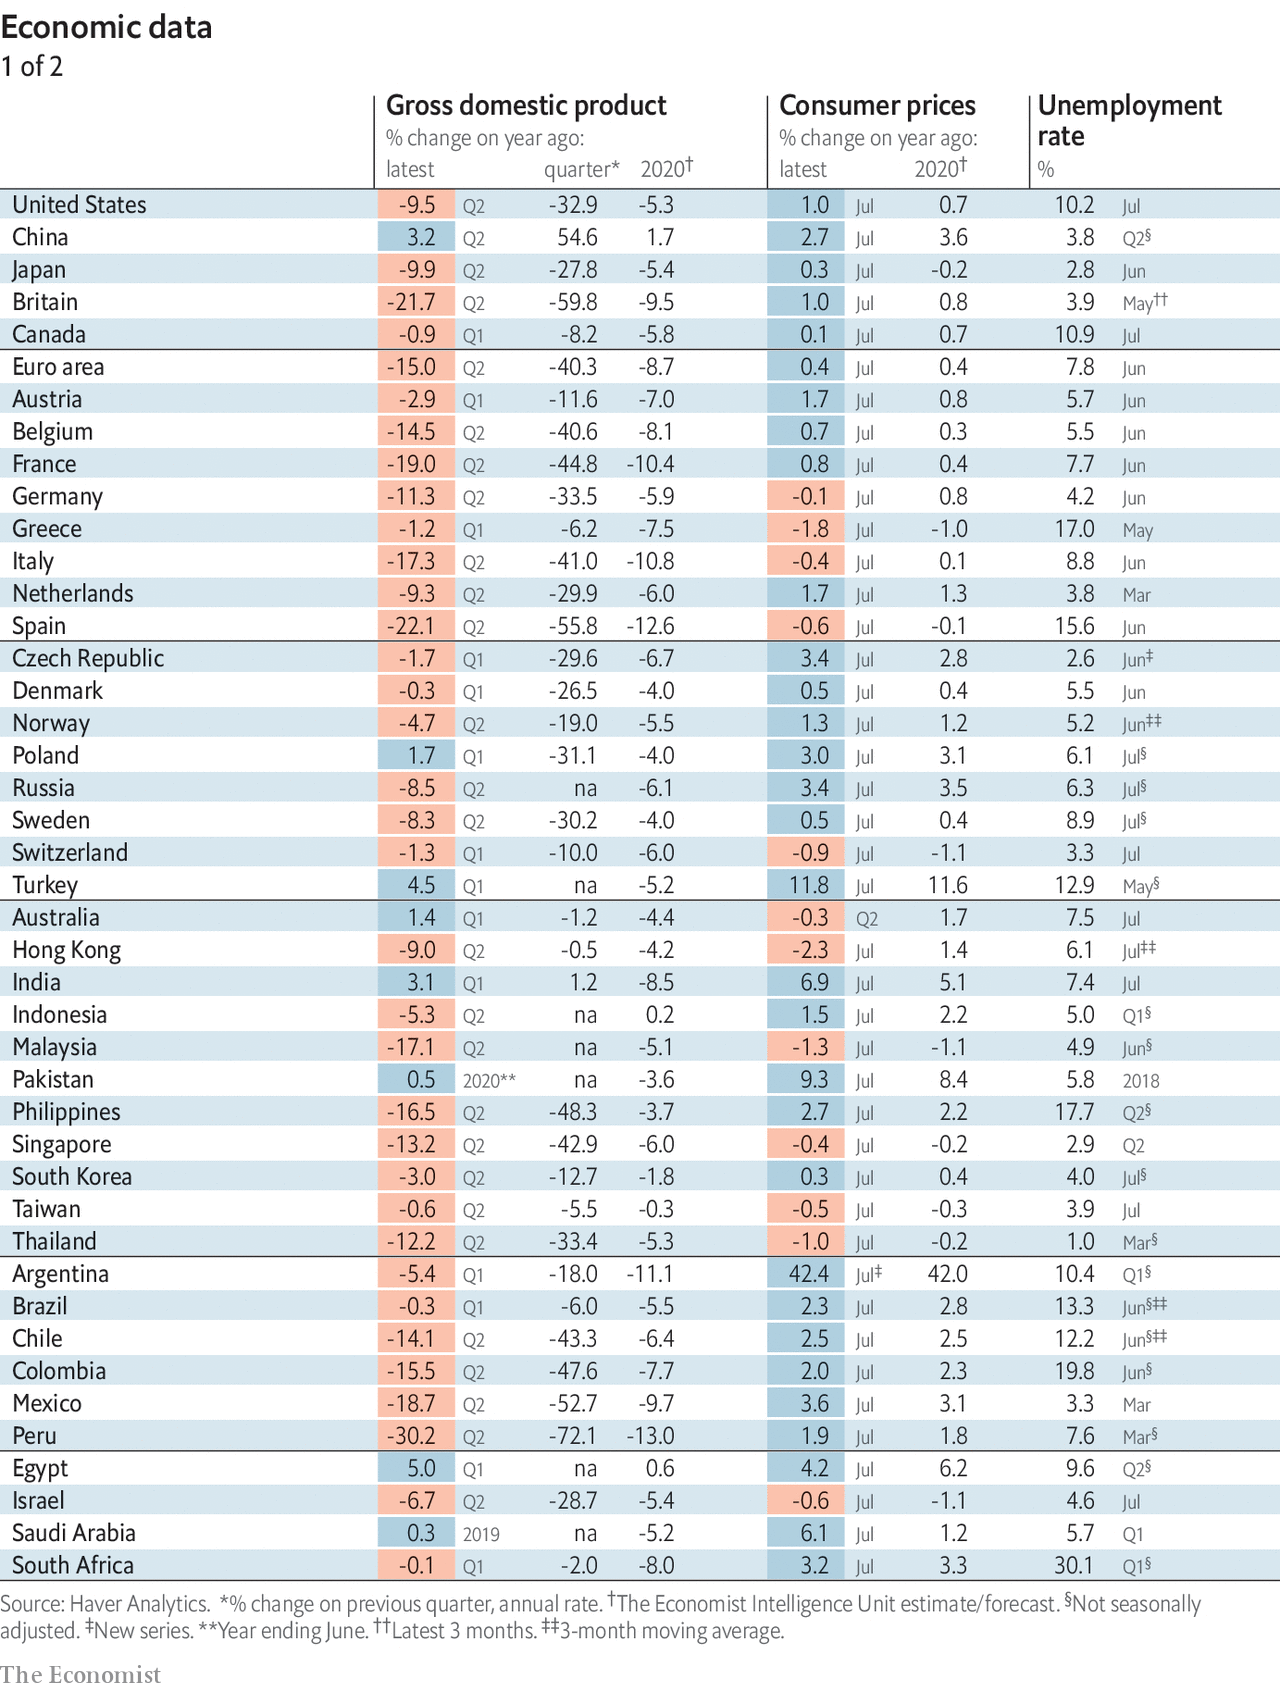 Economic data
1 of 2
Gross domestic product Consumer prices Unemployment
% change on year ago: % change on year ago: rate
latest quarter* 2020† latest 2020† %
United States -9.5 Q2 -32.9 -5.3 1.0 Jul 0.7 10.2 Jul
China 3.2 Q2 54.6 1.7 2.7 Jul 3.6 3.8 Q2§
Japan -9.9 Q2 -27.8 -5.4 0.3 Jul -0.2 2.8 Jun
Britain -21.7 Q2 -59.8 -9.5 1.0 Jul 0.8 3.9 May††
Canada -0.9 Q1 -8.2 -5.8 0.1 Jul 0.7 10.9 Jul
Euro area -15.0 Q2 -40.3 -8.7 0.4 Jul 0.4 7.8 Jun
Austria -2.9 Q1 -11.6 -7.0 1.7 Jul 0.8 5.7 Jun
Belgium -14.5 Q2 -40.6 -8.1 0.7 Jul 0.3 5.5 Jun
France -19.0 Q2 -44.8 -10.4 0.8 Jul 0.4 7.7 Jun
Germany -11.3 Q2 -33.5 -5.9 -0.1 Jul 0.8 4.2 Jun
Greece -1.2 Q1 -6.2 -7.5 -1.8 Jul -1.0 17.0 May
Italy -17.3 Q2 -41.0 -10.8 -0.4 Jul 0.1 8.8 Jun
Netherlands -9.3 Q2 -29.9 -6.0 1.7 Jul 1.3 3.8 Mar
Spain -22.1 Q2 -55.8 -12.6 -0.6 Jul -0.1 15.6 Jun
Czech Republic -1.7 Q1 -29.6 -6.7 3.4 Jul 2.8 2.6 Jun‡
Denmark -0.3 Q1 -26.5 -4.0 0.5 Jul 0.4 5.5 Jun
Norway -4.7 Q2 -19.0 -5.5 1.3 Jul 1.2 5.2 Jun‡‡
Poland 1.7 Q1 -31.1 -4.0 3.0 Jul 3.1 6.1 Jul§
Russia -8.5 Q2 na -6.1 3.4 Jul 3.5 6.3 Jul§
Sweden -8.3 Q2 -30.2 -4.0 0.5 Jul 0.4 8.9 Jul§
Switzerland -1.3 Q1 -10.0 -6.0 -0.9 Jul -1.1 3.3 Jul
Turkey 4.5 Q1 na -5.2 11.8 Jul 11.6 12.9 May§
Australia 1.4 Q1 -1.2 -4.4 -0.3 Q2 1.7 7.5 Jul
Hong Kong -9.0 Q2 -0.5 -4.2 -2.3 Jul 1.4 6.1 Jul‡‡
India 3.1 Q1 1.2 -8.5 6.9 Jul 5.1 7.4 Jul
Indonesia -5.3 Q2 na 0.2 1.5 Jul 2.2 5.0 Q1§
Malaysia -17.1 Q2 na -5.1 -1.3 Jul -1.1 4.9 Jun§
Pakistan 0.5 2020** na -3.6 9.3 Jul 8.4 5.8 2018
Philippines -16.5 Q2 -48.3 -3.7 2.7 Jul 2.2 17.7 Q2§
Singapore -13.2 Q2 -42.9 -6.0 -0.4 Jul -0.2 2.9 Q2
South Korea -3.0 Q2 -12.7 -1.8 0.3 Jul 0.4 4.0 Jul§
Taiwan -0.6 Q2 -5.5 -0.3 -0.5 Jul -0.3 3.9 Jul
Thailand -12.2 Q2 -33.4 -5.3 -1.0 Jul -0.2 1.0 Mar§
Argentina -5.4 Q1 -18.0 -11.1 42.4 Jul‡ 42.0 10.4 Q1§
Brazil -0.3 Q1 -6.0 -5.5 2.3 Jul 2.8 13.3 Jun§‡‡
Chile -14.1 Q2 -43.3 -6.4 2.5 Jul 2.5 12.2 Jun§‡‡
Colombia -15.5 Q2 -47.6 -7.7 2.0 Jul 2.3 19.8 Jun§
Mexico -18.7 Q2 -52.7 -9.7 3.6 Jul 3.1 3.3 Mar
Peru -30.2 Q2 -72.1 -13.0 1.9 Jul 1.8 7.6 Mar§
Egypt 5.0 Q1 na 0.6 4.2 Jul 6.2 9.6 Q2§
Israel -6.7 Q2 -28.7 -5.4 -0.6 Jul -1.1 4.6 Jul
Saudi Arabia 0.3 2019 na -5.2 6.1 Jul 1.2 5.7 Q1
South Africa -0.1 Q1 -2.0 -8.0 3.2 Jul 3.3 30.1 Q1§
Source: Haver Analytics. *% change on previous quarter, annual rate. †The Economist Intelligence Unit estimate/forecast. §Not seasonally
adjusted. ‡New series. **Year ending June. ††Latest 3 months. ‡‡3-month moving average.
The Economist